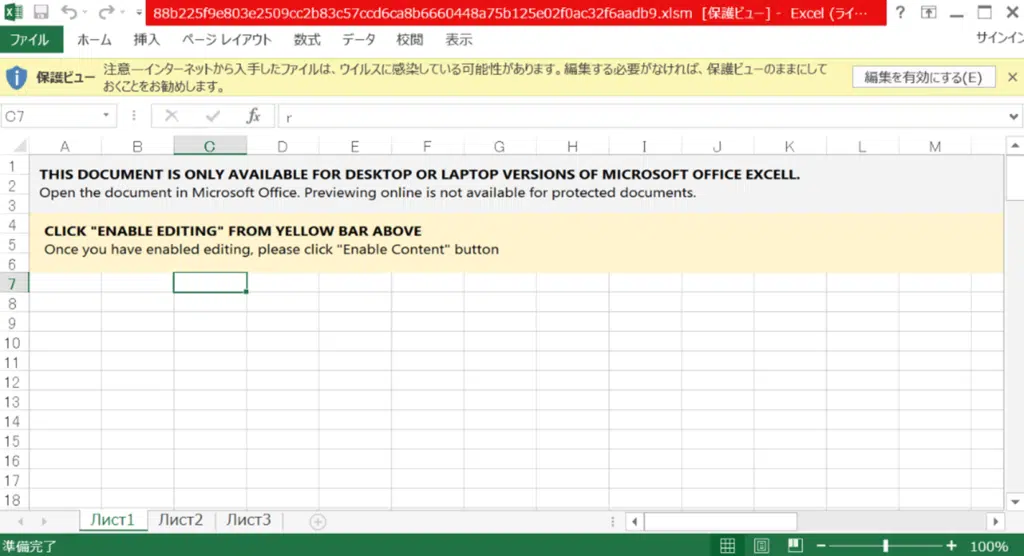 88b225f9e803e2509cc2b83c57ccd6ca8b6660448a75b125e02f0ac32f6aadb9.xlsm [保護ビュー] - Excel (ライ…
ファイル ホーム 挿入 ページ レイアウト 数式 データ 校閲 表示 サインイン
保護ビュー 注意—インターネットから入手したファイルは、ウイルスに感染している可能性があります。編集する必要がなければ、保護ビューのままにして
おくことをお勧めします。 編集を有効にする(E)
C7 fx r
A B C D E F G H I J K L M
1 THIS DOCUMENT IS ONLY AVAILABLE FOR DESKTOP OR LAPTOP VERSIONS OF MICROSOFT OFFICE EXCELL.
2 Open the document in Microsoft Office. Previewing online is not available for protected documents.
3
4 CLICK "ENABLE EDITING" FROM YELLOW BAR ABOVE
5 Once you have enabled editing, please click "Enable Content" button
6
7
8
9
10
11
12
13
14
15
16
17
18
Лист1 Лист2 Лист3
準備完了 100%